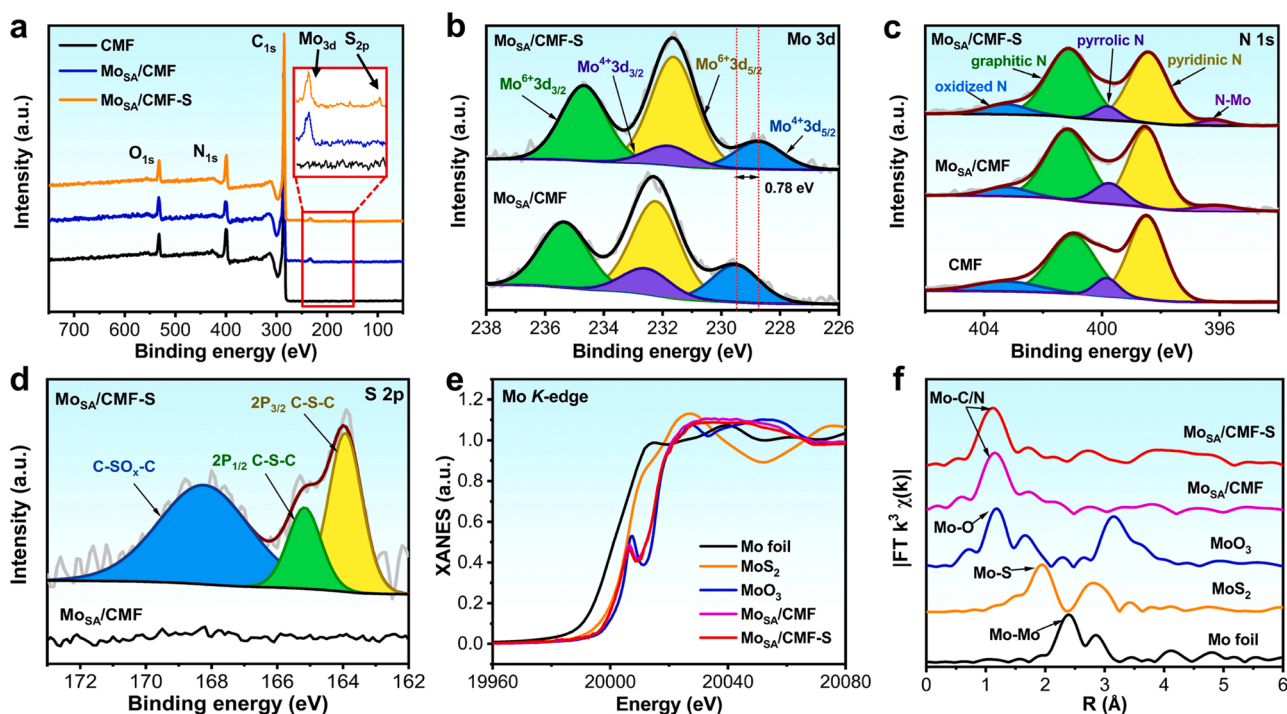 a
CMF
MoSA/CMF
MoSA/CMF-S
C1s
Mo3d
S2p
O1s
N1s
Intensity (a.u.)
750 600 450 300 200 100
Binding energy (eV)
b
Mo 3d
MoSA/CMF-S
Mo6+3d3/2
Mo4+3d3/2
Mo6+3d5/2
Mo4+3d5/2
0.78 eV
MoSA/CMF
Intensity (a.u.)
238 236 234 232 230 228 226
Binding energy (eV)
c
N 1s
MoSA/CMF-S
pyrrolic N
graphitic N
pyridinic N
oxidized N
N-Mo
MoSA/CMF
CMF
Intensity (a.u.)
404 400 396
Binding energy (eV)
d
S 2p
MoSA/CMF-S
2P3/2 C-S-C
C-SOx-C
2P1/2 C-S-C
MoSA/CMF
Intensity (a.u.)
172 170 168 166 164 162
Binding energy (eV)
e
Mo K-edge
XANES (a.u.)
1.2
1.0
0.8
0.6
0.4
0.2
0.0
Mo foil
MoS2
MoO3
MoSA/CMF
MoSA/CMF-S
19960 20000 20040 20080
Energy (eV)
f
Mo-C/N
MoSA/CMF-S
MoSA/CMF
Mo-O
MoO3
Mo-S
MoS2
Mo-Mo
Mo foil
|FT k3 χ(k)|
0 1 2 3 4 5 6
R (Å)